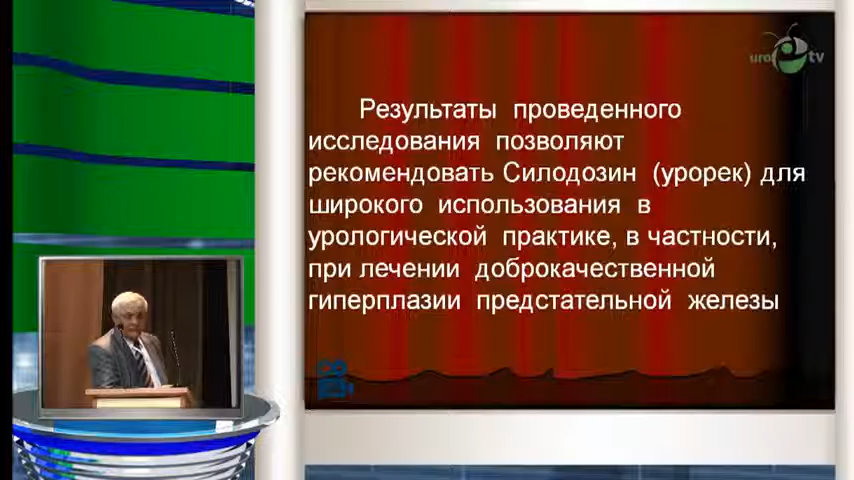 uro tv
Результаты проведенного
исследования позволяют
рекомендовать Силодозин (урорек) для
широкого использования в
урологической практике, в частности,
при лечении доброкачественной
гиперплазии предстательной железы